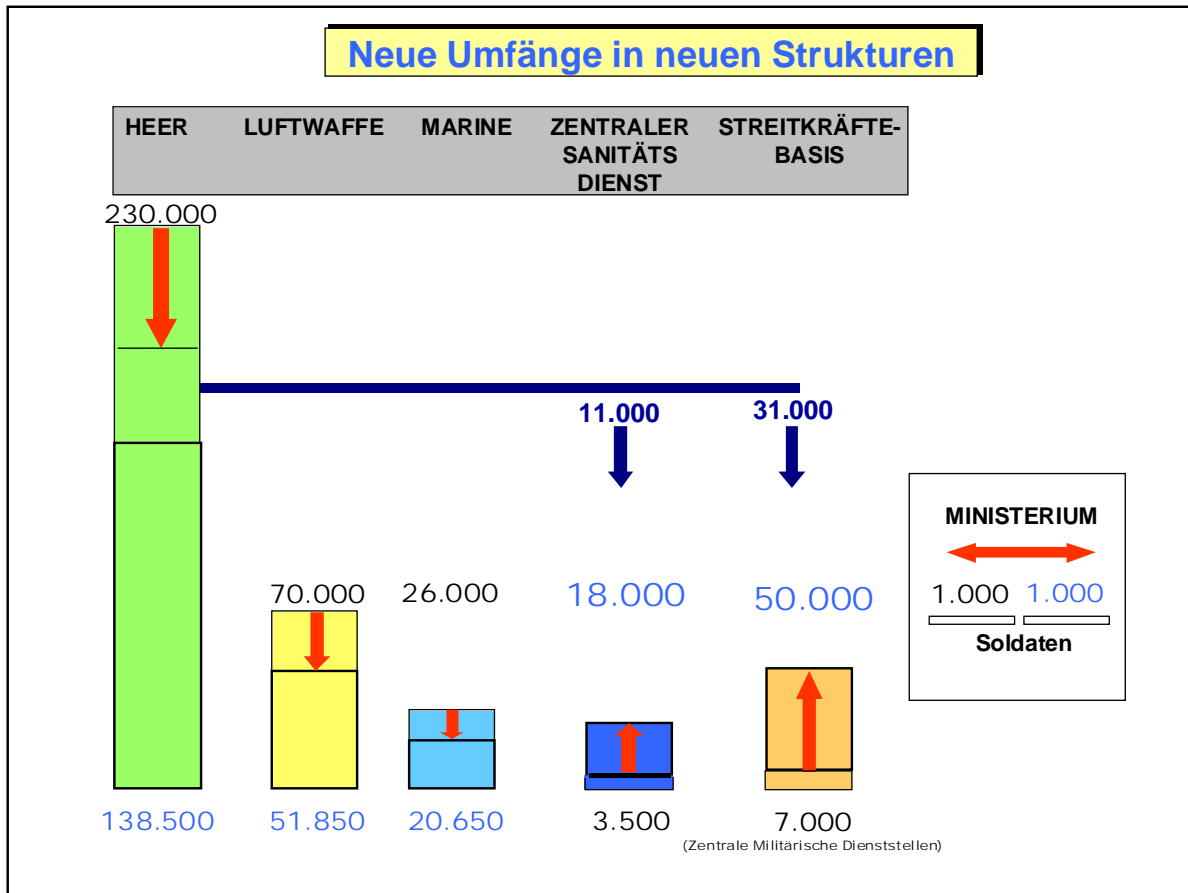 Neue Umfänge in neuen Strukturen
HEER LUFTWAFFE MARINE ZENTRALER STREITKRÄFTE-
SANITÄTS BASIS
DIENST
230.000
11.000 31.000
MINISTERIUM
70.000 26.000 18.000 50.000
1.000 1.000
Soldaten
138.500 51.850 20.650 3.500 7.000
(Zentrale Militärische Dienststellen)